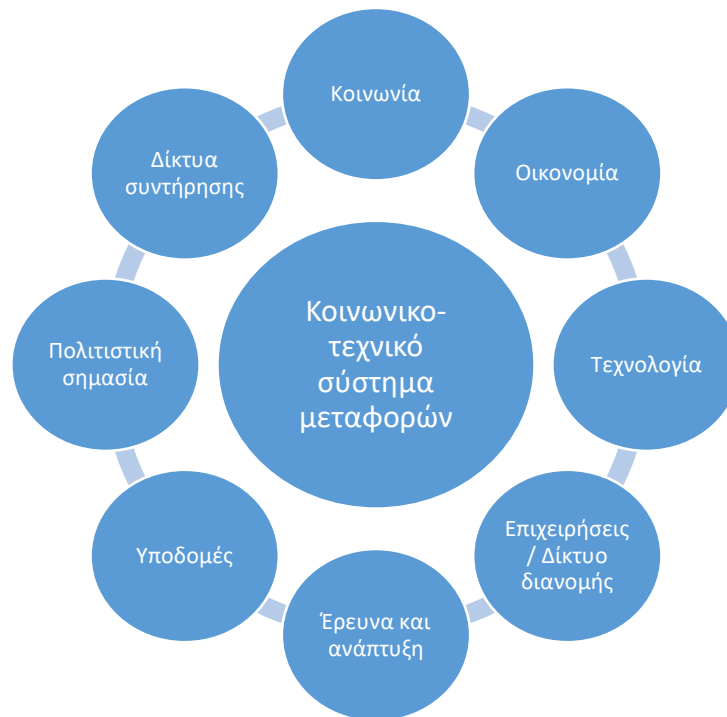 Κοινωνία
Οικονομία
Τεχνολογία
Επιχειρήσεις
/ Δίκτυο
διανομής
Έρευνα και
ανάπτυξη
Υποδομές
Πολιτιστική
σημασία
Δίκτυα
συντήρησης
Κοινωνικο-
τεχνικό
σύστημα
μεταφορών